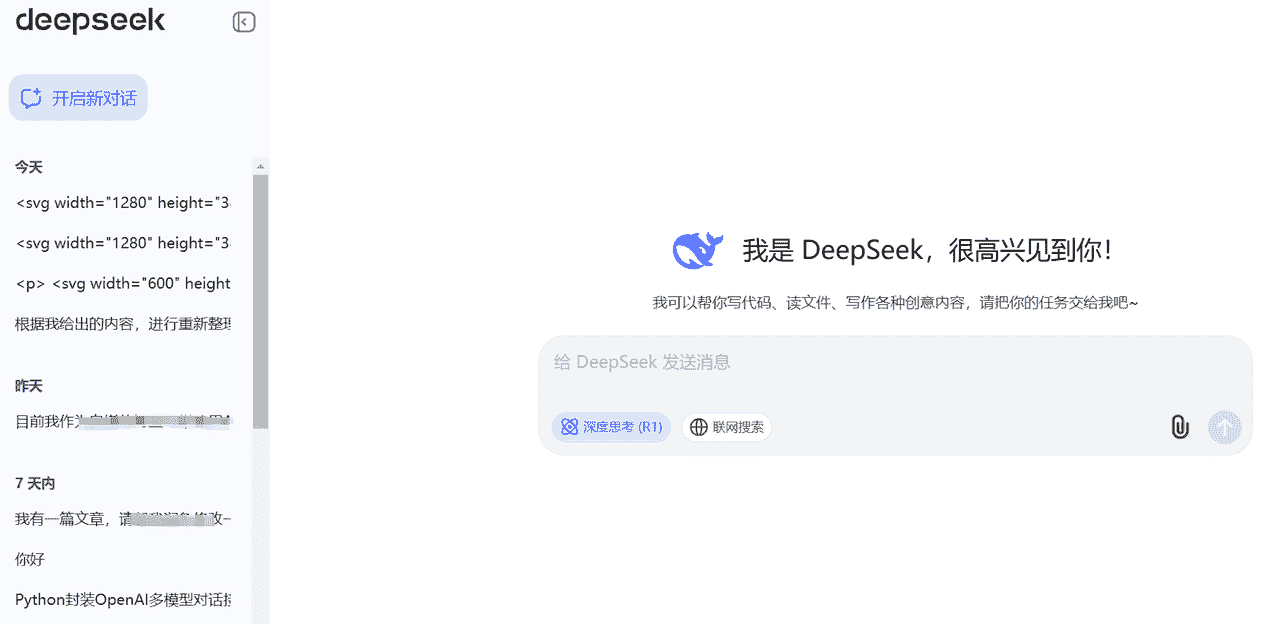 deepseek
开启新对话
今天
<svg width="1280" height="3
<svg width="1280" height="3
<p> <svg width="600" height
根据我给出的内容，进行重新整理
昨天
目前我作为
7 天内
我有一篇文章，请
你好
Python封装OpenAI多模型对话接
我是 DeepSeek，很高兴见到你！
我可以帮你写代码、读文件、写作各种创意内容，请把你的任务交给我吧~
给 DeepSeek 发送消息
深度思考 (R1)
联网搜索